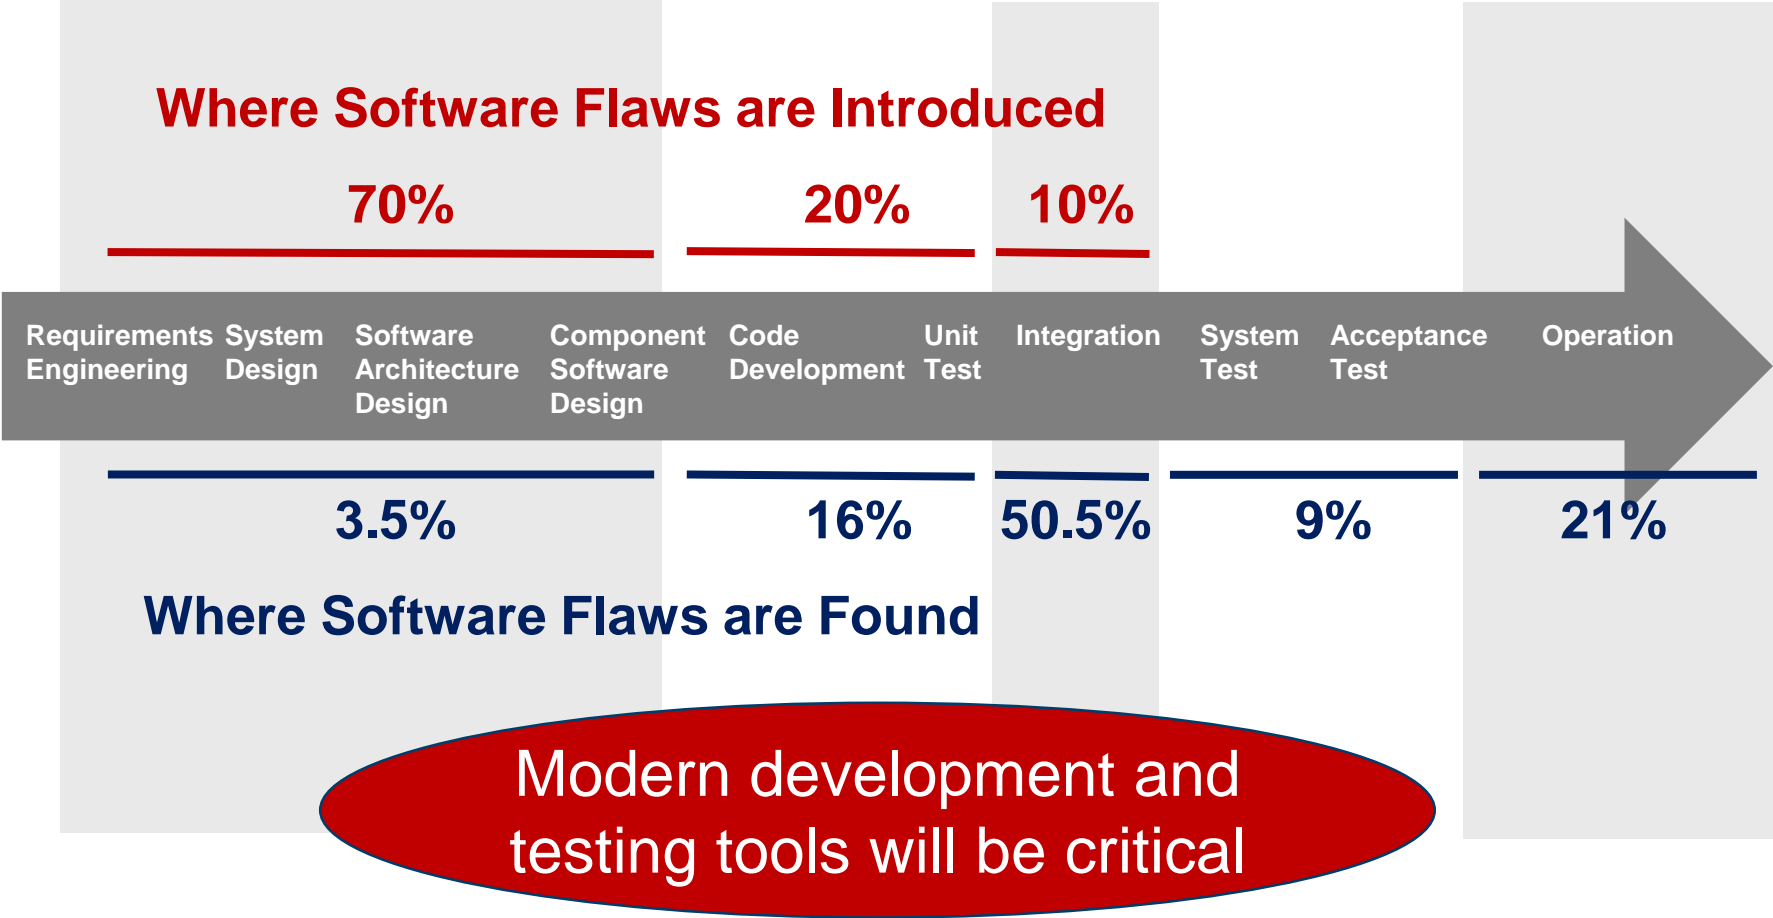 Where Software Flaws are Introduced
70% 20% 10%
Requirements System Software Component Code Unit Integration System Acceptance Operation
Engineering Design Architecture Software Development Test Test Test
Design Design
3.5% 16% 50.5% 9% 21%
Where Software Flaws are Found
Modern development and
testing tools will be critical